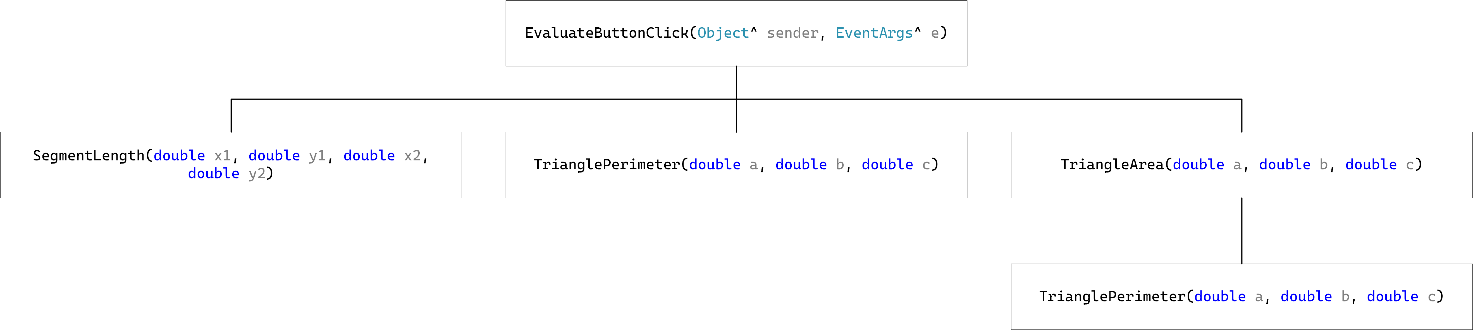 EvaluateButtonClick(Object^ sender, EventArgs^ e)
SegmentLength(double x1, double y1, double x2,
double y2)
TrianglePerimeter(double a, double b, double c)
TriangleArea(double a, double b, double c)
TrianglePerimeter(double a, double b, double c)